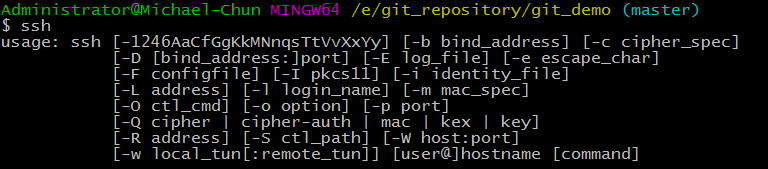 Administrator@Michael-Chun MINGW64 /e/git_repository/git_demo (master)
$ ssh
usage: ssh [-1246AaCfGgKkMNnqsTtVvXxYy] [-b bind_address] [-c cipher_spec]
[-D [bind_address:]port] [-E log_file] [-e escape_char]
[-F configfile] [-I pkcs11] [-i identity_file]
[-L address] [-l login_name] [-m mac_spec]
[-O ctl_cmd] [-o option] [-p port]
[-Q cipher | cipher-auth | mac | kex | key]
[-R address] [-S ctl_path] [-W host:port]
[-w local_tun[:remote_tun]] [user@]hostname [command]